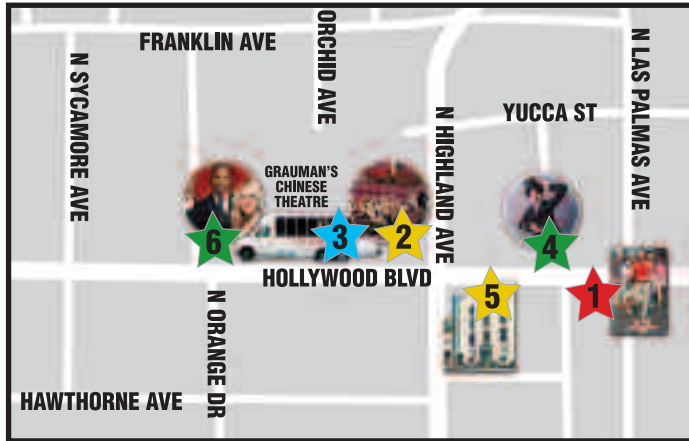 FRANKLIN AVE
ORCHID AVE
N SYCAMORE AVE
N HIGHLAND AVE
N LAS PALMAS AVE
YUCCA ST
GRAUMAN'S
CHINESE
THEATRE
6
3
2
4
HOLLYWOOD BLVD
5
1
N ORANGE DR
HAWTHORNE AVE